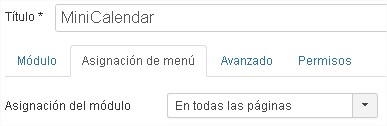 Título * MiniCalendar
Módulo Asignación de menú Avanzado Permisos
Asignación del módulo En todas las páginas